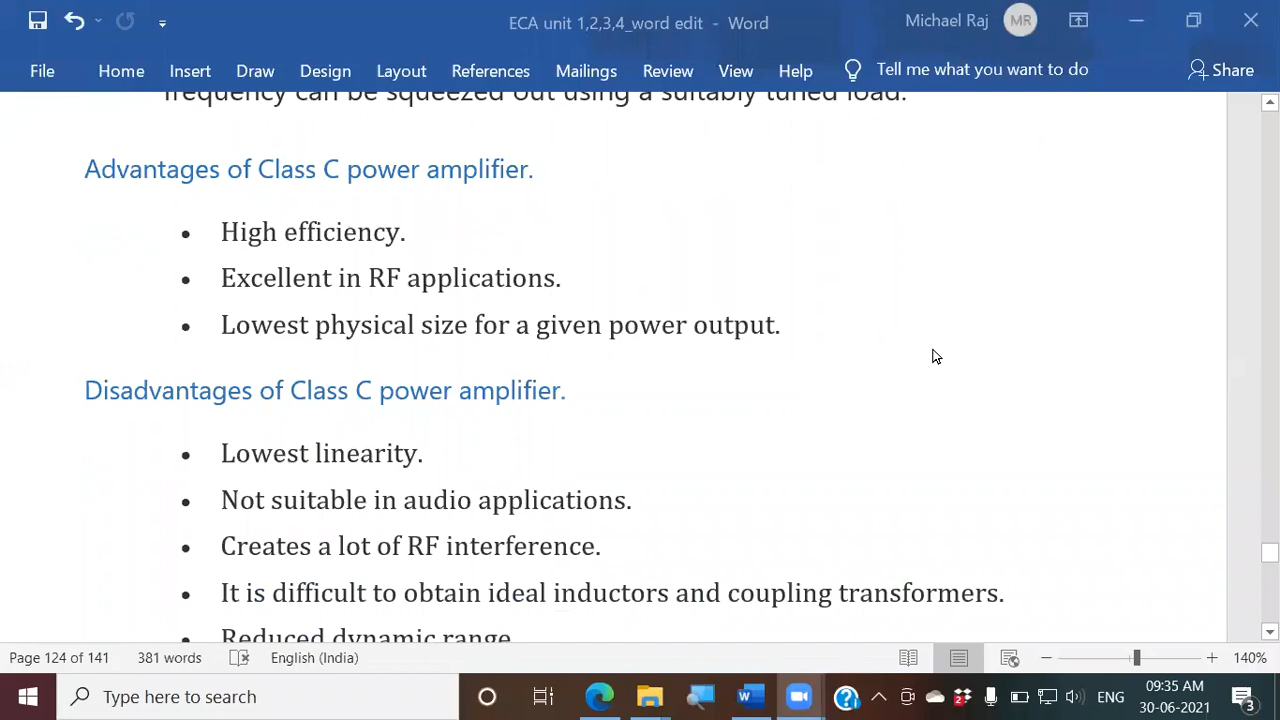 ECA unit 1,2,3,4_word edit - Word
Michael Raj
MR
File Home Insert Draw Design Layout References Mailings Review View Help Tell me what you want to do Share
frequency can be squeezed out using a suitably tuned load.
Advantages of Class C power amplifier.
• High efficiency.
• Excellent in RF applications.
• Lowest physical size for a given power output.
Disadvantages of Class C power amplifier.
• Lowest linearity.
• Not suitable in audio applications.
• Creates a lot of RF interference.
• It is difficult to obtain ideal inductors and coupling transformers.
• Reduced dynamic range.
Page 124 of 141 381 words English (India) 140%
Type here to search
2
ENG
09:35 AM
30-06-2021
3